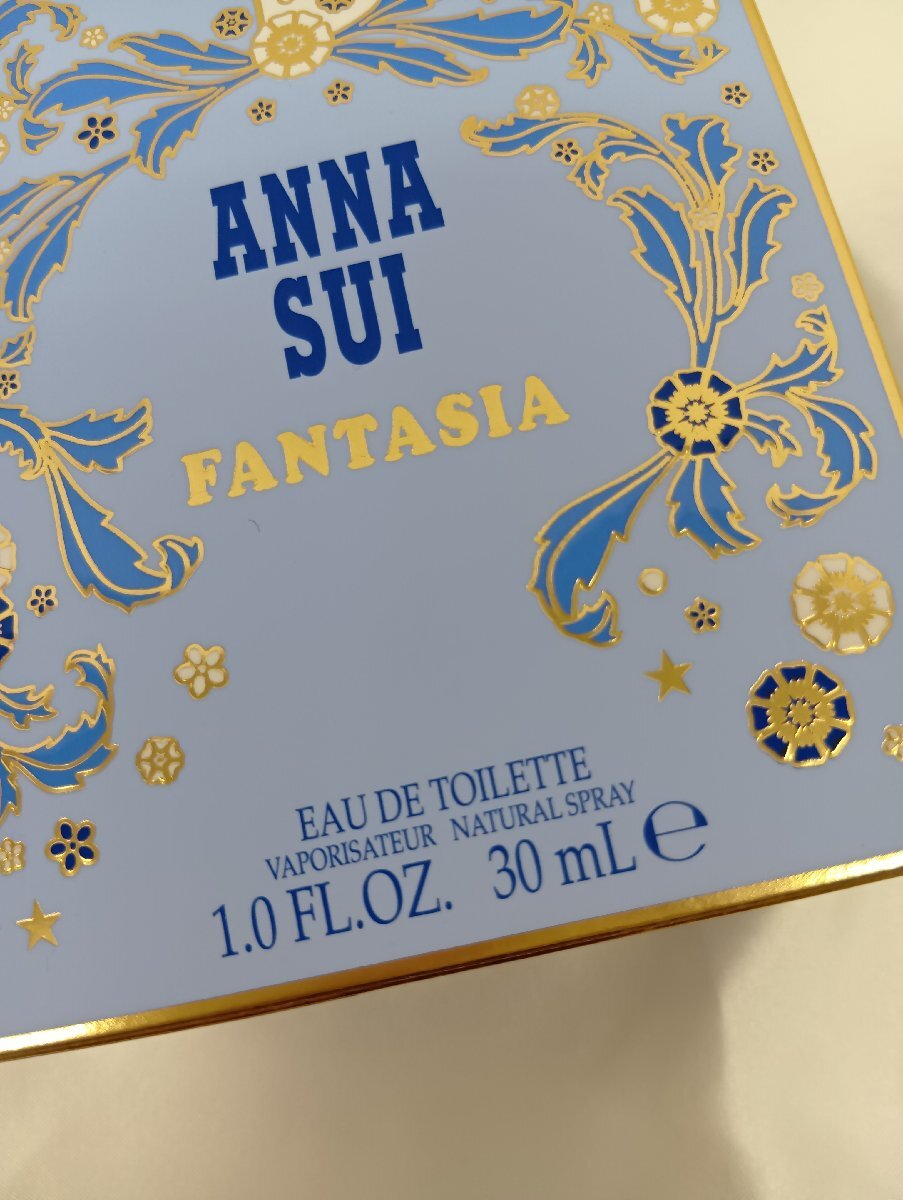 ANNA
SUI
FANTASIA
EAU DE TOILETTE
VAPORISATEUR NATURAL SPRAY
1.0 FL.OZ. 30 mL ℮